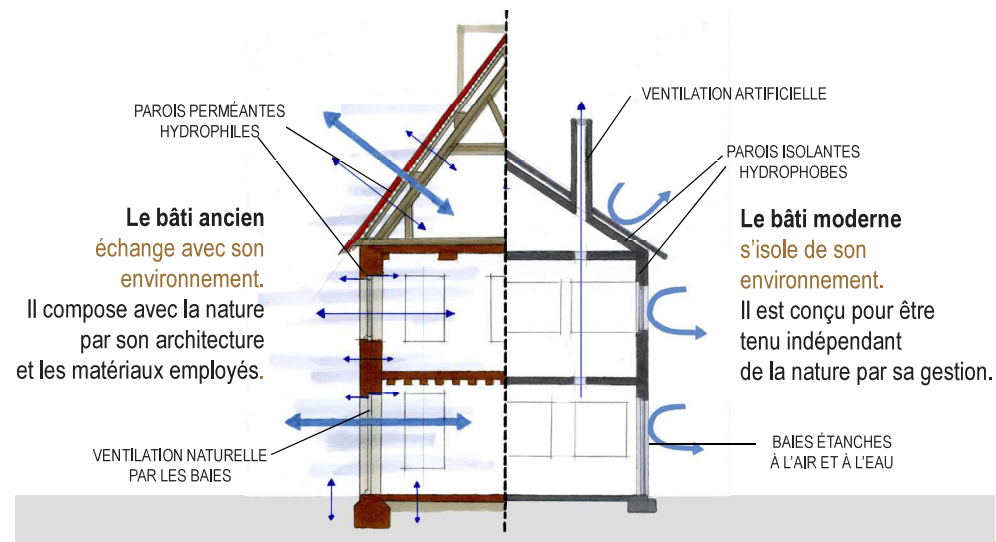 PAROIS PERMÉANTES
HYDROPHILES
Le bâti ancien
échange avec son
environnement.
Il compose avec la nature
par son architecture
et les matériaux employés.
VENTILATION NATURELLE
PAR LES BAIES
VENTILATION ARTIFICIELLE
PAROIS ISOLANTES
HYDROPHOBES
Le bâti moderne
s'isole de son
environnement.
Il est conçu pour être
tenu indépendant
de la nature par sa gestion.
BAIES ÉTANCHES
À L'AIR ET À L'EAU